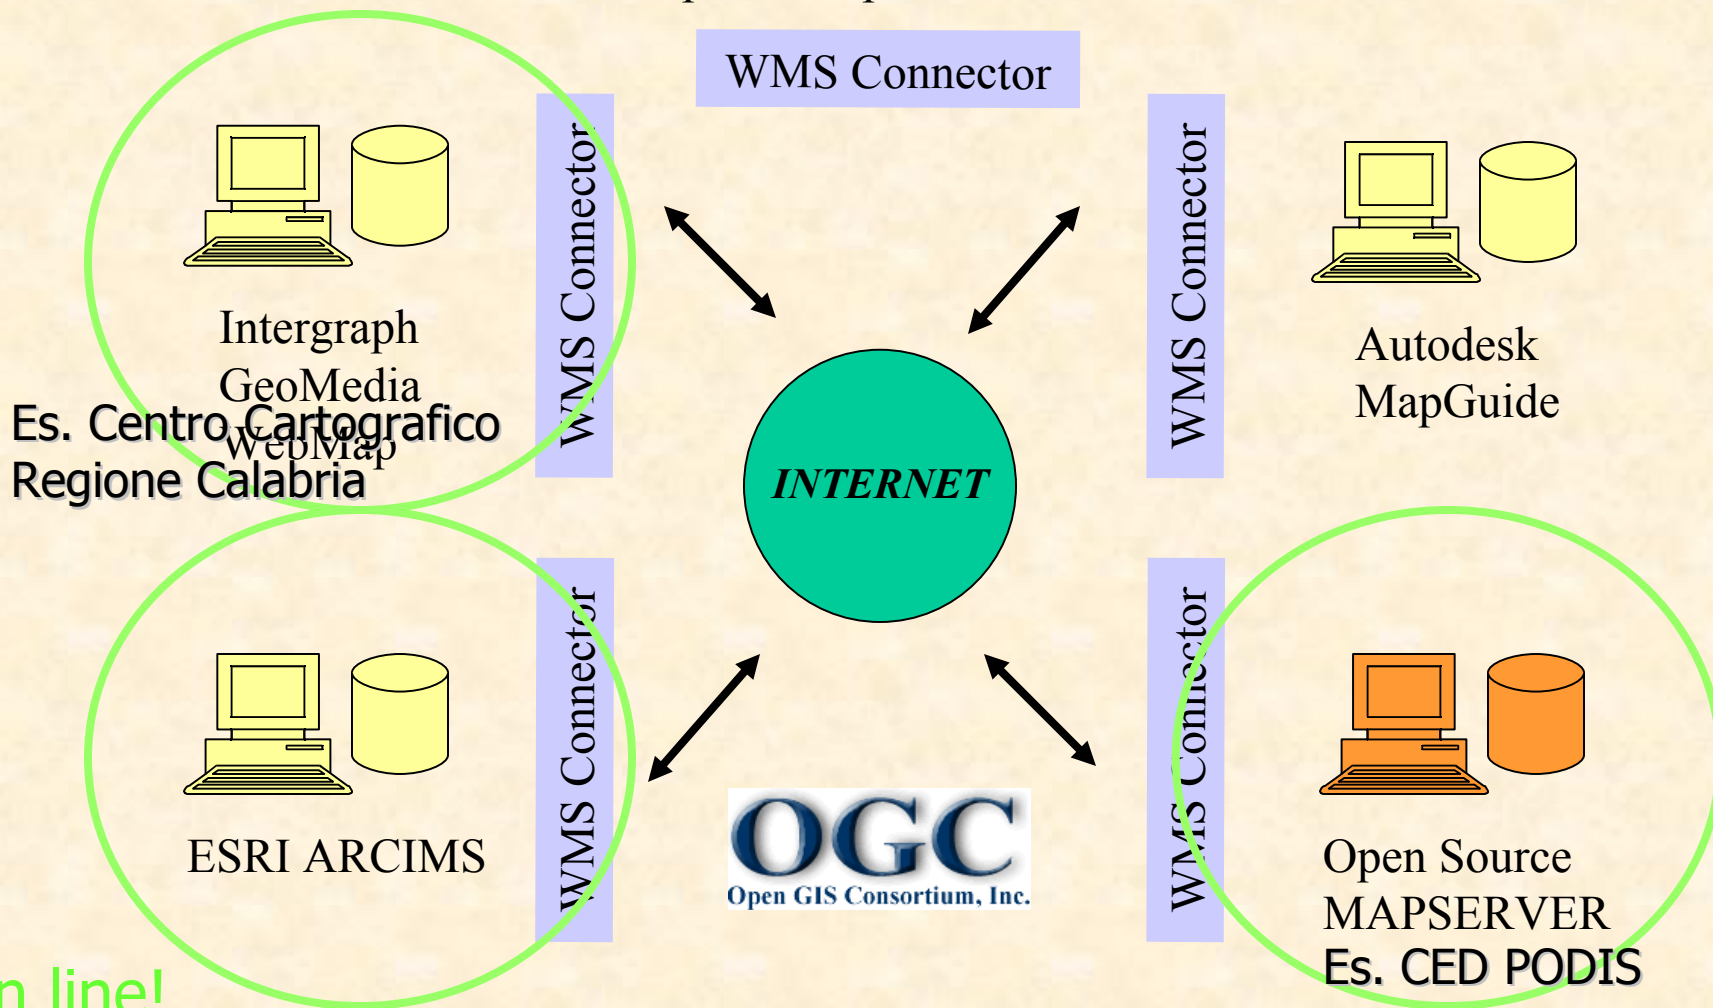 WMS Connector
WMS Connector
WMS Connector
Intergraph
GeoMedia
WebMap
Es. Centro Cartografico
Regione Calabria
Autodesk
MapGuide
INTERNET
WMS Connector
WMS Connector
ESRI ARCIMS
OGC
Open GIS Consortium, Inc.
Open Source
MAPSERVER
Es. CED PODIS
line!